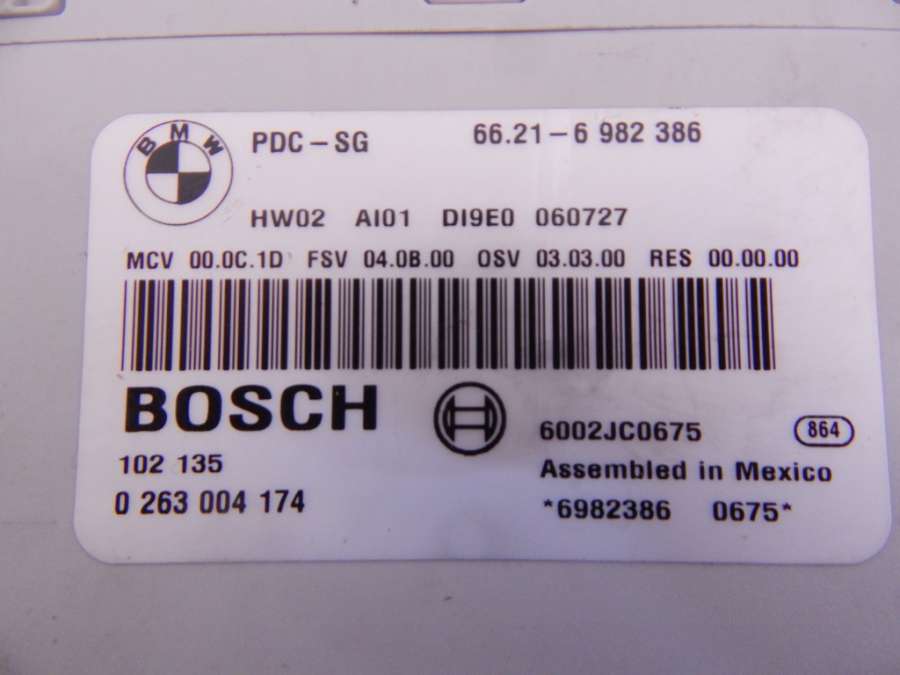 BMW PDC-SG 66.21-6 982 386
HW02 AI01 DI9E0 060727
MCV 00.0C.1D FSV 04.0B.00 OSV 03.03.00 RES 00.00.00
BOSCH
6002JC0675 864
102 135
Assembled in Mexico
0 263 004 174
*6982386 0675*